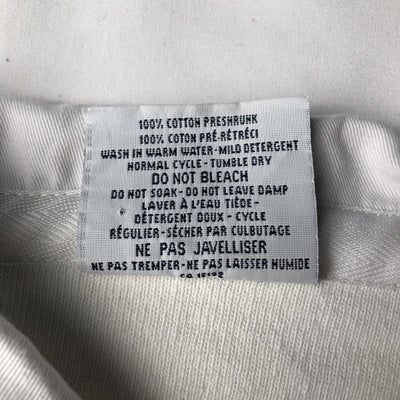 100% COTTON PRESHRUNK
100% COTON PRÉ-RÉTRÉCI
WASH IN WARM WATER-MILD DETERGENT
NORMAL CYCLE-TUMBLE DRY
DO NOT BLEACH
DO NOT SOAK-DO NOT LEAVE DAMP
LAVER À L'EAU TIÈDE-
DÉTERGENT DOUX-CYCLE
RÉGULIER-SÉCHER PAR CULBUTAGE
NE PAS JAVELLISER
NE PAS TREMPER-NE PAS LAISSER HUMIDE